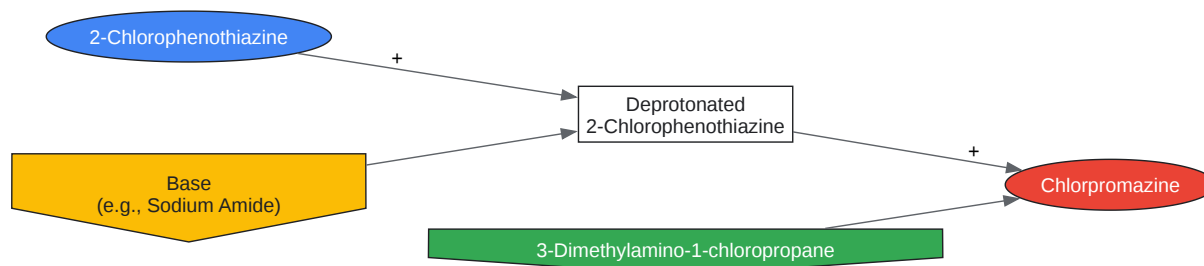 2-Chlorophenothiazine
+
Deprotonated
2-Chlorophenothiazine
Base
(e.g., Sodium Amide)
+
Chlorpromazine
3-Dimethylamino-1-chloropropane